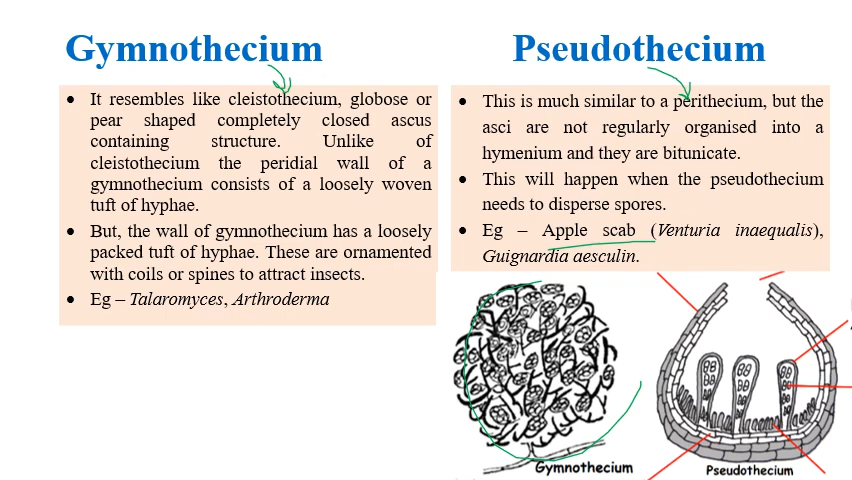 Gymnothecium
• It resembles like cleistothecium, globose or
pear shaped completely closed ascus
containing structure. Unlike of
cleistothecium the peridial wall of a
gymnothecium consists of a loosely woven
tuft of hyphae.
• But, the wall of gymnothecium has a loosely
packed tuft of hyphae. These are ornamented
with coils or spines to attract insects.
• Eg – Talaromyces, Arthroderma
Pseudothecium
• This is much similar to a perithecium, but the
asci are not regularly organised into a
hymenium and they are bitunicate.
• This will happen when the pseudothecium
needs to disperse spores.
• Eg – Apple scab (Venturia inaequalis),
Guignardia aesculin.
Gymnothecium
Pseudothecium